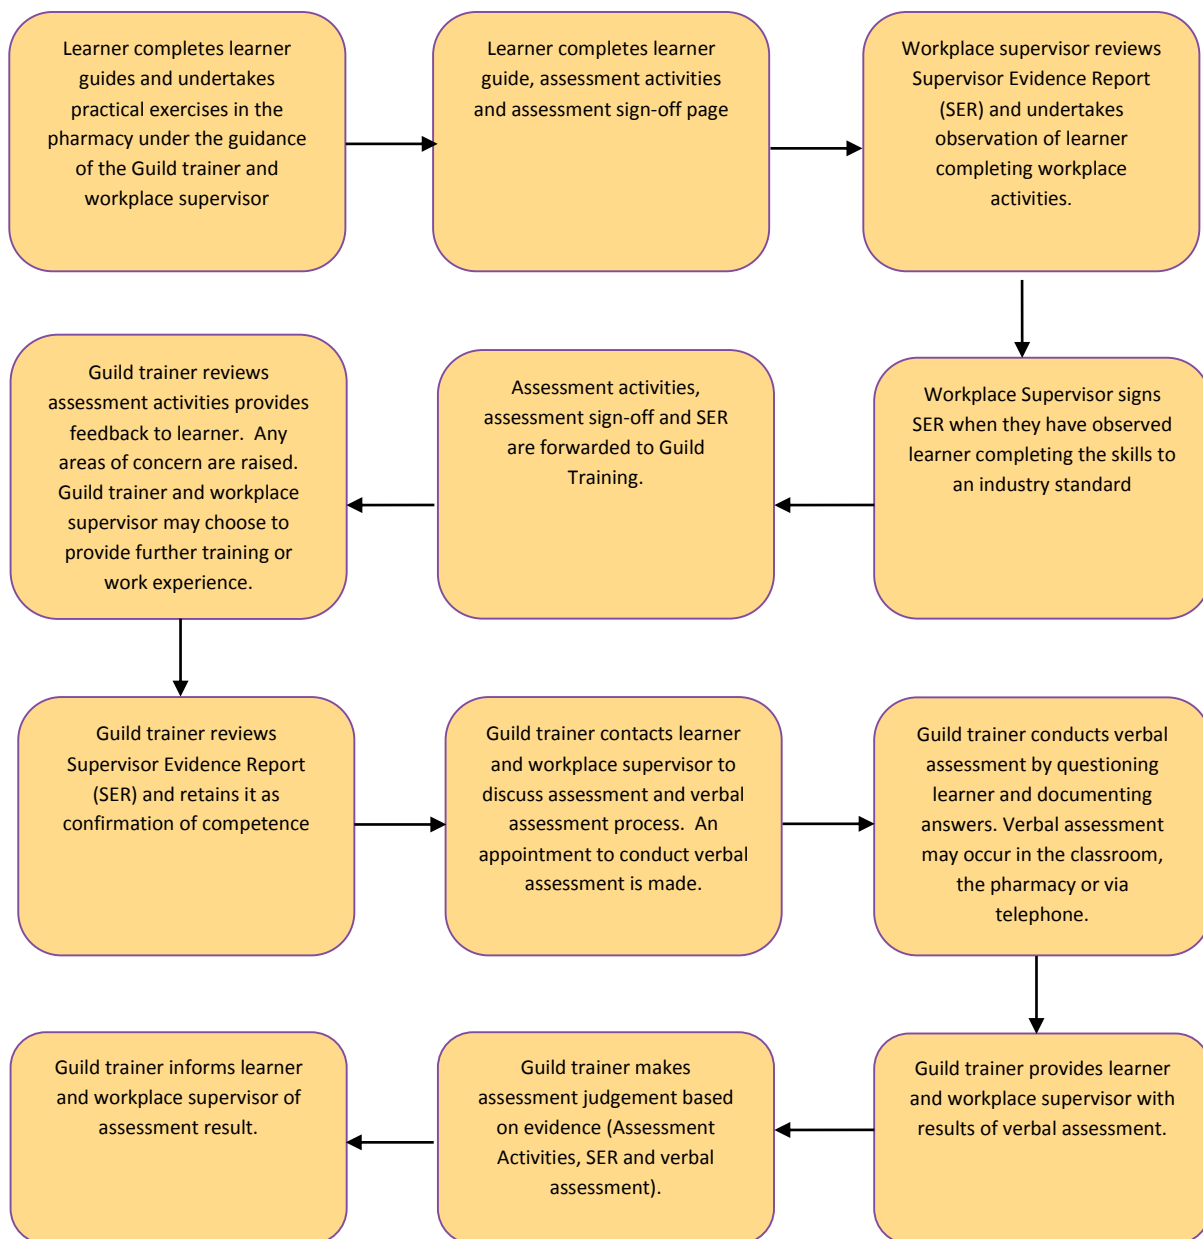 Learner completes learner
guides and undertakes
practical exercises in the
pharmacy under the guidance
of the Guild trainer and
workplace supervisor
Learner completes learner
guide, assessment activities
and assessment sign-off page
Workplace supervisor reviews
Supervisor Evidence Report
(SER) and undertakes
observation of learner
completing workplace
activities.
Workplace Supervisor signs
SER when they have observed
learner completing the skills to
an industry standard
Assessment activities,
assessment sign-off and SER
are forwarded to Guild
Training.
Guild trainer reviews
assessment activities provides
feedback to learner.  Any
areas of concern are raised.
Guild trainer and workplace
supervisor may choose to
provide further training or
work experience.
Guild trainer reviews
Supervisor Evidence Report
(SER) and retains it as
confirmation of competence
Guild trainer contacts learner
and workplace supervisor to
discuss assessment and verbal
assessment process.  An
appointment to conduct verbal
assessment is made.
Guild trainer conducts verbal
assessment by questioning
learner and documenting
answers. Verbal assessment
may occur in the classroom,
the pharmacy or via
telephone.
Guild trainer provides learner
and workplace supervisor with
results of verbal assessment.
Guild trainer makes
assessment judgement based
on evidence (Assessment
Activities, SER and verbal
assessment).
Guild trainer informs learner
and workplace supervisor of
assessment result.